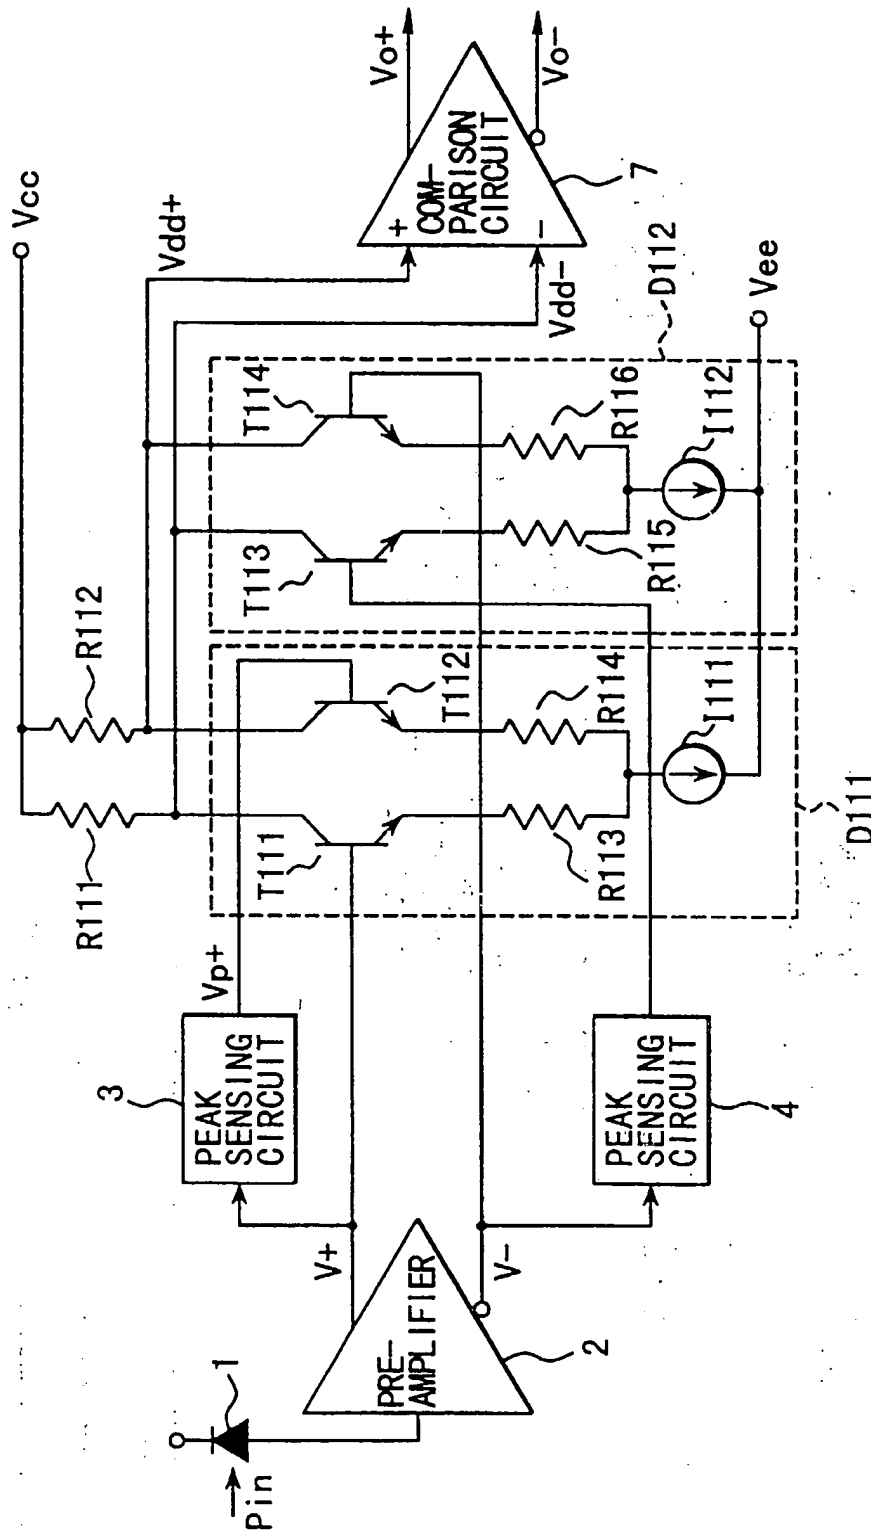 Vcc
R111
R112
Vdd+
Vo+
Vp+
3
PEAK
SENSING
CIRCUIT
T111
T112
T113
T114
+
COM-
PARISON
CIRCUIT
-
7
Vo-
Vdd-
D112
Pin
1
V+
PRE-
AMPLIFIER
2
V-
R113
R114
R115
R116
I111
I112
Vee
D111
PEAK
SENSING
CIRCUIT
4